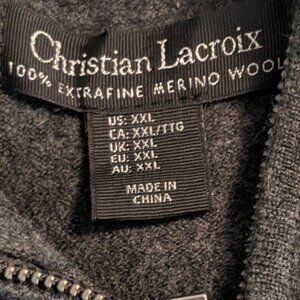 Christian Lacroix
100% EXTRAFINE MERINO WOOL
US: XXL
CA: XXL/TTG
UK: XXL
EU: XXL
AU: XXL
MADE IN
CHINA